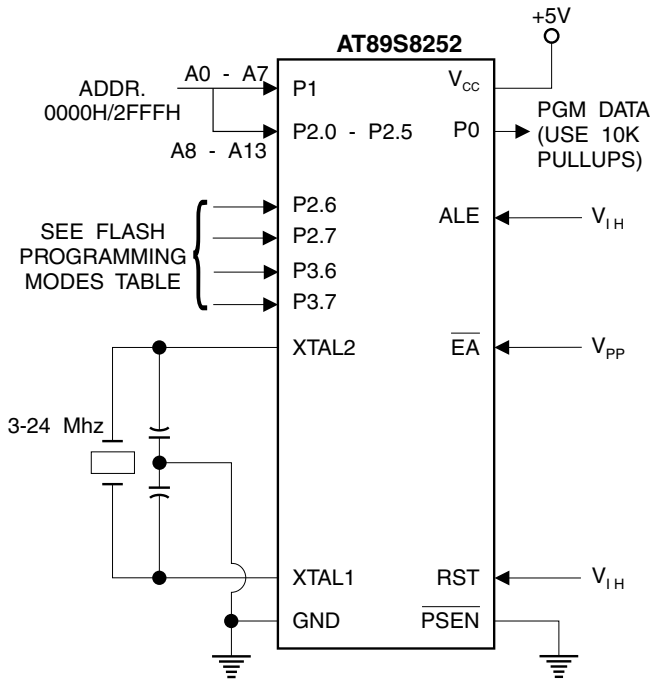 +5V
AT89S8252
A0 - A7
ADDR.
0000H/2FFFH
A8 - A13
P1
P2.0 - P2.5
VCC
P0
PGM DATA
(USE 10K
PULLUPS)
SEE FLASH
PROGRAMMING
MODES TABLE
P2.6
P2.7
P3.6
P3.7
ALE
VIH
XTAL2
EA
VPP
3-24 Mhz
XTAL1
RST
VIH
GND
PSEN